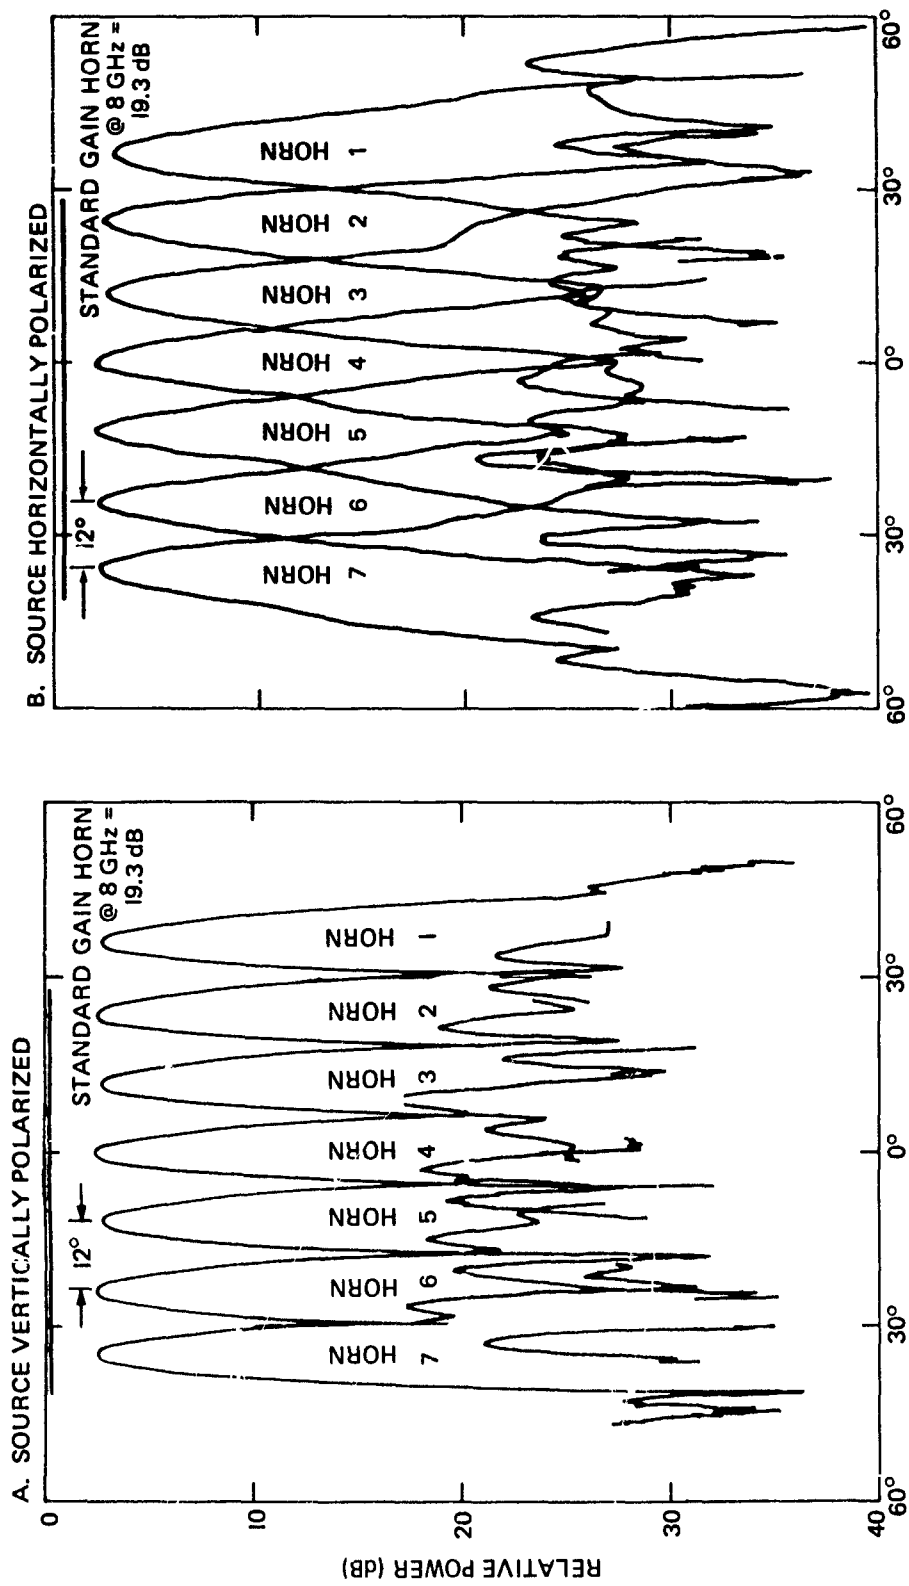 A. SOURCE VERTICALLY POLARIZED
STANDARD GAIN HORN
@ 8 GHz =
19.3 dB
12°
HORN 7
HORN 6
HORN 5
HORN 4
HORN 3
HORN 2
HORN 1
RELATIVE POWER (dB)
0
10
20
30
40
60°
30°
0°
30°
60°
B. SOURCE HORIZONTALLY POLARIZED
STANDARD GAIN HORN
@ 8 GHz =
19.3 dB
12°
HORN 7
HORN 6
HORN 5
HORN 4
HORN 3
HORN 2
HORN 1
60°
30°
0°
30°
60°